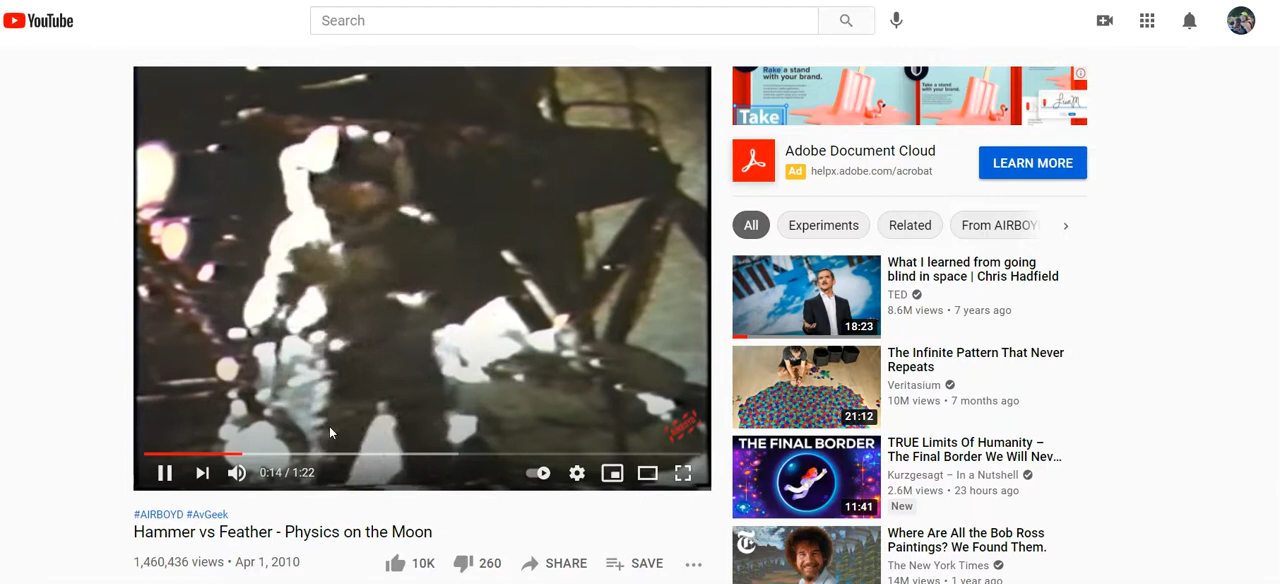 YouTube
Search
Rake a stand
with your brand.
Take a stand
with your brand.
Take
Adobe Document Cloud
Ad helpx.adobe.com/acrobat
LEARN MORE
All Experiments Related From AIRBOY
What I learned from going
blind in space | Chris Hadfield
TED
8.6M views • 7 years ago
18:23
The Infinite Pattern That Never
Repeats
Veritasium
10M views • 7 months ago
21:12
THE FINAL BORDER
TRUE Limits Of Humanity –
The Final Border We Will Nev...
Kurzgesagt – In a Nutshell
2.6M views • 23 hours ago
New
11:41
Where Are All the Bob Ross
Paintings? We Found Them.
The New York Times
14M views • 1 year ago
0:14 / 1:22
#AIRBOYD #AvGeek
Hammer vs Feather - Physics on the Moon
1,460,436 views • Apr 1, 2010
10K 260 SHARE SAVE